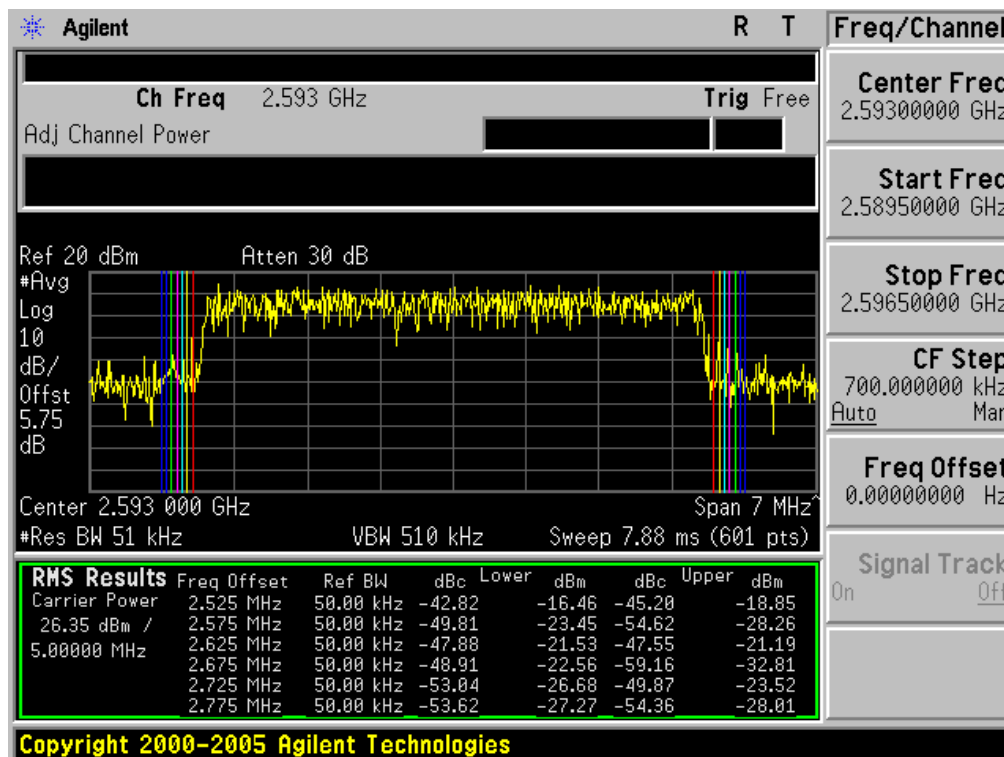 Agilent R T Freq/Channel
Ch Freq 2.593 GHz Trig Free
Adj Channel Power
Center Freq
2.59300000 GHz
Start Freq
2.58950000 GHz
Stop Freq
2.59650000 GHz
CF Step
700.000000 kHz
Auto Man
Freq Offset
0.00000000 Hz
Signal Track
On Off
Ref 20 dBm Atten 30 dB
#Avg
Log
10
dB/
Offst
5.75
dB
Center 2.593 000 GHz Span 7 MHz^
#Res BW 51 kHz VBW 510 kHz Sweep 7.88 ms (601 pts)
RMS Results Freq Offset Ref BW dBc Lower dBm dBc Upper dBm
Carrier Power 2.525 MHz 50.00 kHz -42.82 -16.46 -45.20 -18.85
26.35 dBm / 2.575 MHz 50.00 kHz -49.81 -23.45 -54.62 -28.26
5.00000 MHz 2.625 MHz 50.00 kHz -47.88 -21.53 -47.55 -21.19
2.675 MHz 50.00 kHz -48.91 -22.56 -59.16 -32.81
2.725 MHz 50.00 kHz -53.04 -26.68 -49.87 -23.52
2.775 MHz 50.00 kHz -53.62 -27.27 -54.36 -28.01
Copyright 2000-2005 Agilent Technologies